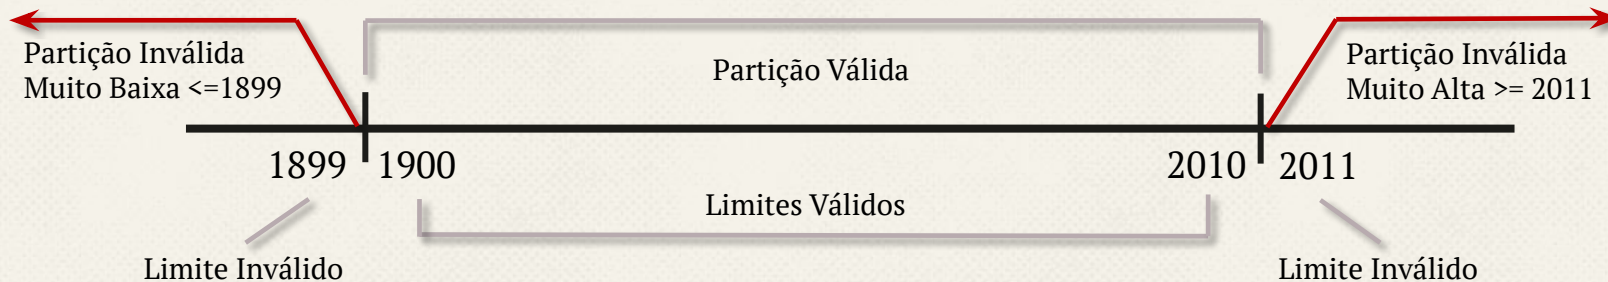 Partição Inválida
Muito Baixa <=1899
Partição Válida
Partição Inválida
Muito Alta >= 2011
1899
1900
2010
2011
Limites Válidos
Limite Inválido
Limite Inválido